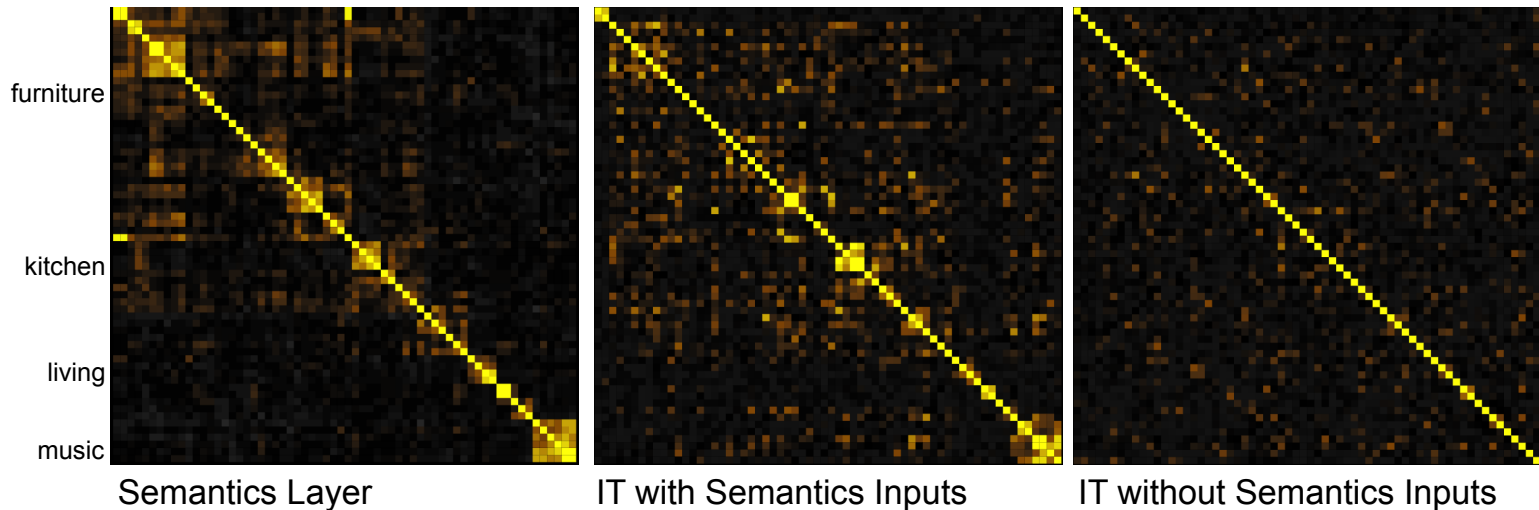 furniture
kitchen
living
music
Semantics Layer
IT with Semantics Inputs
IT without Semantics Inputs